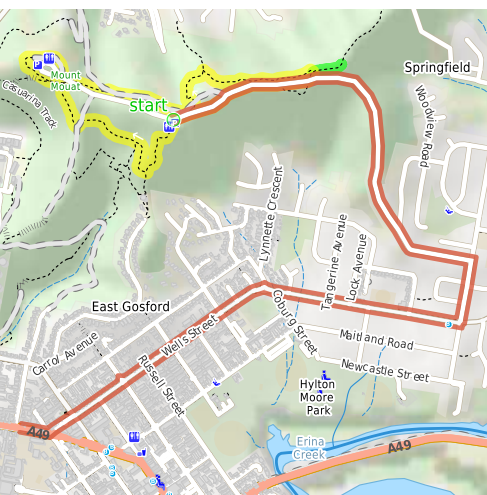 Springfield
Mount
Mouat
Casuarina Track
start
Woodview Road
Lynnette Crescent
Tangerine Avenue
Lock Avenue
East Gosford
Coburg Street
Wells Street
Maitland Road
Carrol Avenue
Russell Street
Newcastle Street
Hylton
Moore
Park
A49
Erina
Creek
A49